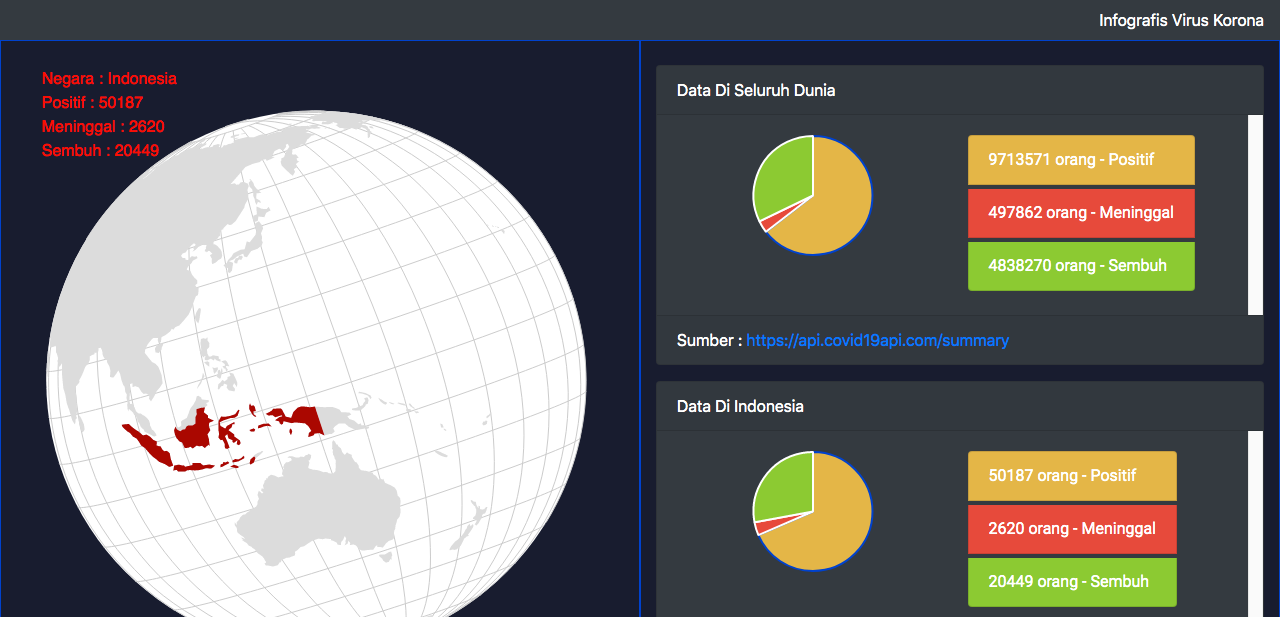 Infografis Virus Korona
Negara : Indonesia
Positif : 50187
Meninggal : 2620
Sembuh : 20449
Data Di Seluruh Dunia
9713571 orang - Positif
497862 orang - Meninggal
4838270 orang - Sembuh
Sumber : https://api.covid19api.com/summary
Data Di Indonesia
50187 orang - Positif
2620 orang - Meninggal
20449 orang - Sembuh